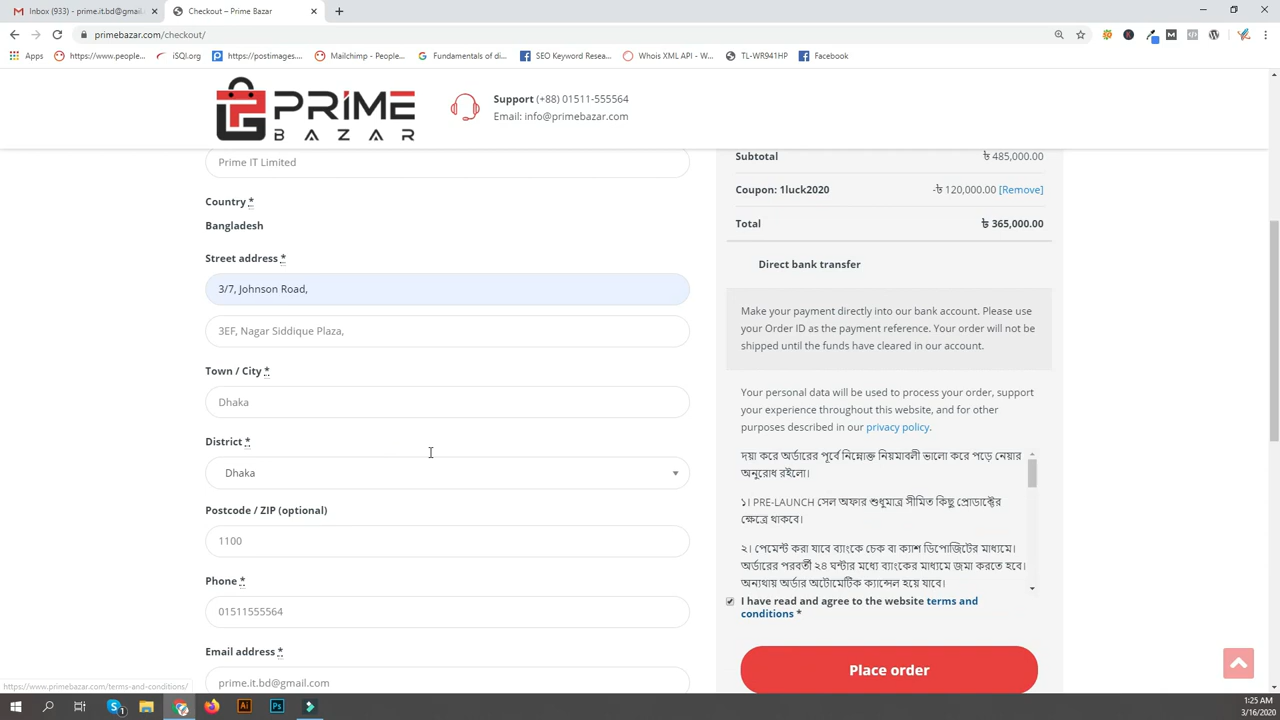 Inbox (933) - prime.it.bd@gmail.
Checkout – Prime Bazar
primebazar.com/checkout/
Apps
https://www.people...
iSQI.org
https://postimages....
Mailchimp - People...
Fundamentals of di...
SEO Keyword Resea...
Whois XML API - W...
TL-WR941HP
Facebook
PRIME
BAZAR
Support (+88) 01511-555564
Email: info@primebazar.com
Prime IT Limited
Country *
Bangladesh
Street address *
3/7, Johnson Road,
3EF, Nagar Siddique Plaza,
Town / City *
Dhaka
District *
Dhaka
Postcode / ZIP (optional)
1100
Phone *
01511555564
Email address *
prime.it.bd@gmail.com
Subtotal ৳ 485,000.00
Coupon: 1luck2020 -৳ 120,000.00 [Remove]
Total ৳ 365,000.00
Direct bank transfer
Make your payment directly into our bank account. Please use
your Order ID as the payment reference. Your order will not be
shipped until the funds have cleared in our account.
Your personal data will be used to process your order, support
your experience throughout this website, and for other
purposes described in our privacy policy.
দয়া করে অর্ডারের পূর্বে নিম্নোক্ত নিয়মাবলী ভালো করে পড়ে নেয়ার
অনুরোধ রইলো।
১। PRE-LAUNCH সেল অফার শুধুমাত্র সীমিত কিছু প্রোডাক্টের
ক্ষেত্রে থাকবে।
২। পেমেন্ট করা যাবে ব্যাংকে চেক বা ক্যাশ ডিপোজিটের মাধ্যমে।
অর্ডারের পরবর্তী ২৪ ঘন্টার মধ্যে ব্যাংকের মাধ্যমে জমা করতে হবে।
অন্যথায় অর্ডার অটোমেটিক ক্যান্সেল হয়ে যাবে।
I have read and agree to the website terms and
conditions *
Place order
https://www.primebazar.com/terms-and-conditions/
1:25 AM
3/16/2020